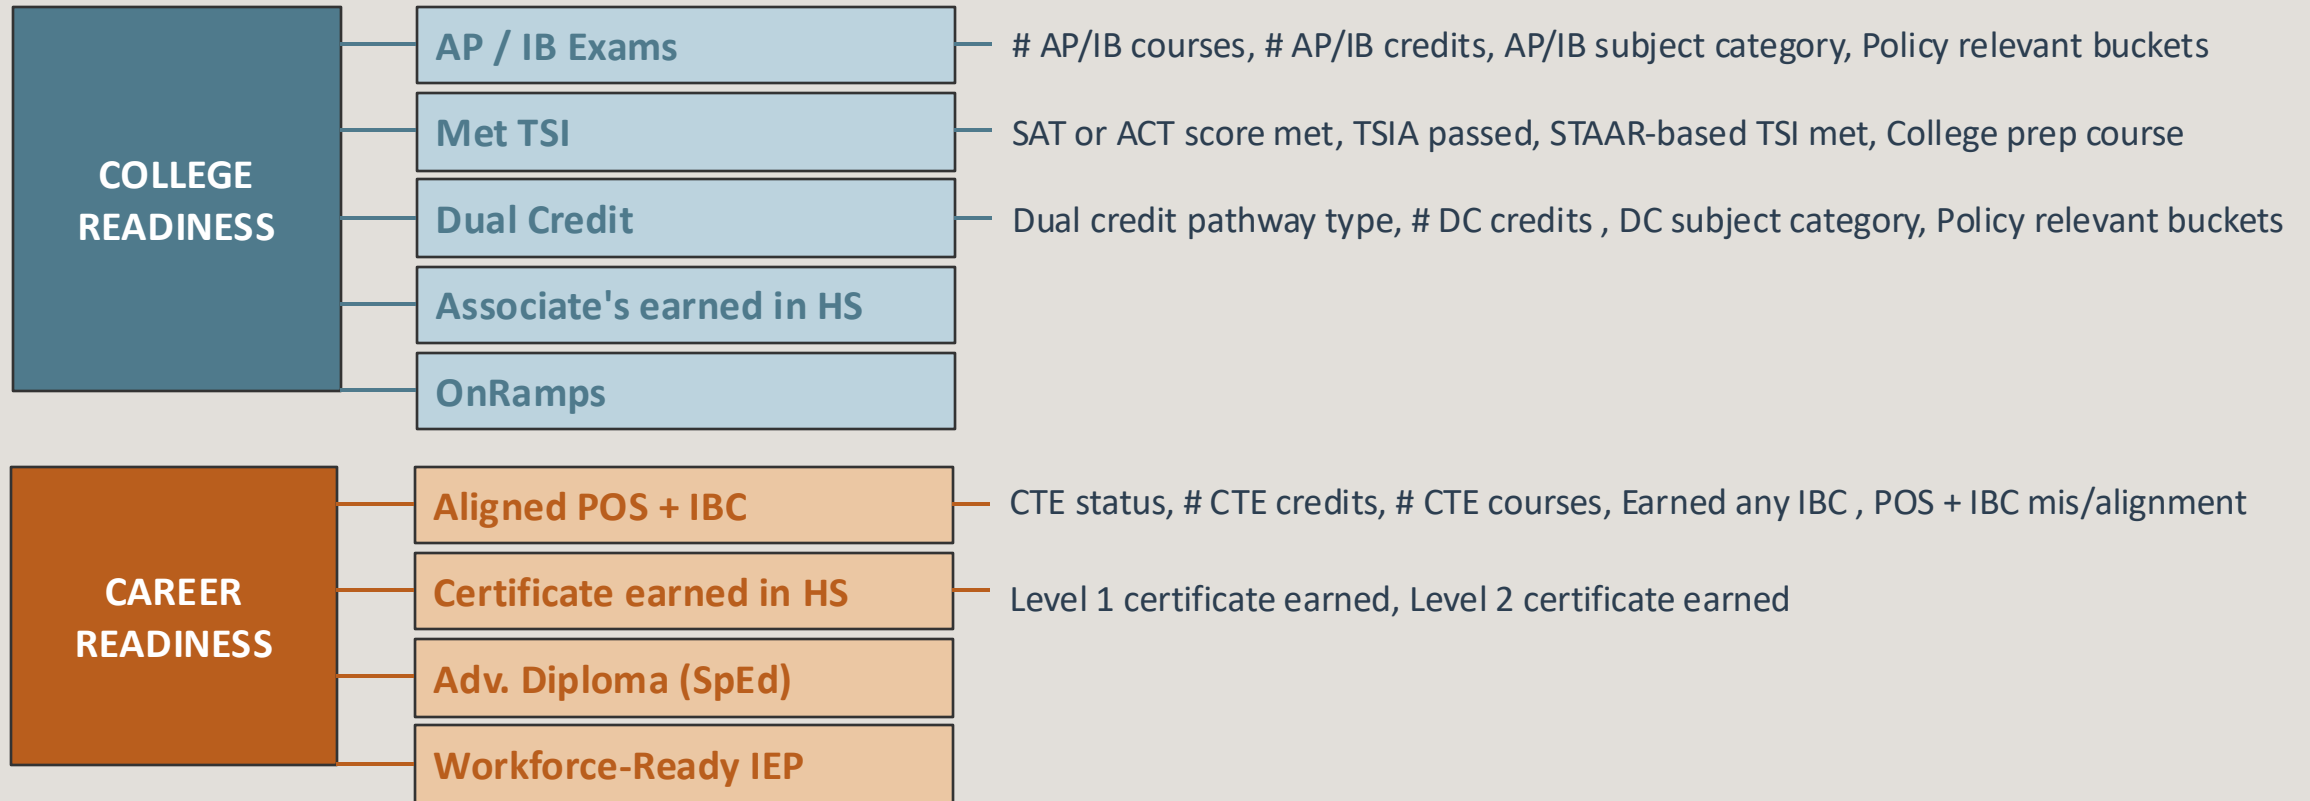 COLLEGE
READINESS
AP / IB Exams
# AP/IB courses, # AP/IB credits, AP/IB subject category, Policy relevant buckets
Met TSI
SAT or ACT score met, TSIA passed, STAAR-based TSI met, College prep course
Dual Credit
Dual credit pathway type, # DC credits , DC subject category, Policy relevant buckets
Associate's earned in HS
OnRamps
CAREER
READINESS
Aligned POS + IBC
CTE status, # CTE credits, # CTE courses, Earned any IBC , POS + IBC mis/alignment
Certificate earned in HS
Level 1 certificate earned, Level 2 certificate earned
Adv. Diploma (SpEd)
Workforce-Ready IEP